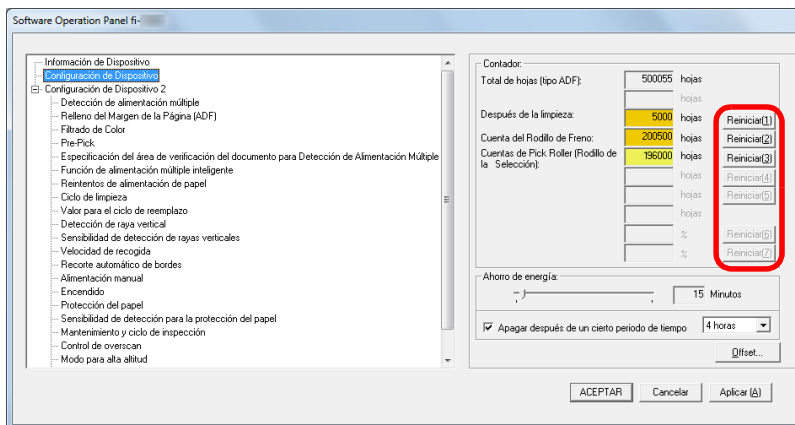 Software Operation Panel fi-
Información de Dispositivo
Configuración de Dispositivo
Configuración de Dispositivo 2
Detección de alimentación múltiple
Relleno del Margen de la Página (ADF)
Filtrado de Color
Pre-Pick
Especificación del área de verificación del documento para Detección de Alimentación Múltiple
Función de alimentación múltiple inteligente
Reintentos de alimentación de papel
Ciclo de limpieza
Valor para el ciclo de reemplazo
Detección de raya vertical
Sensibilidad de detección de rayas verticales
Velocidad de recogida
Recorte automático de bordes
Alimentación manual
Encendido
Protección del papel
Sensibilidad de detección para la protección del papel
Mantenimiento y ciclo de inspección
Control de overscan
Modo para alta altitud
Contador:
Total de hojas (tipo ADF): 500055 hojas
hojas
Después de la limpieza: 5000 hojas Reiniciar(1)
Cuenta del Rodillo de Freno: 200500 hojas Reiniciar(2)
Cuentas de Pick Roller (Rodillo de 196000 hojas Reiniciar(3)
la Selección):
hojas Reiniciar(4)
hojas Reiniciar(5)
hojas
% Reiniciar(6)
% Reiniciar(7)
Ahorro de energía:
15 Minutos
Apagar después de un cierto periodo de tiempo 4 horas
Offset...
ACEPTAR Cancelar Aplicar (A)